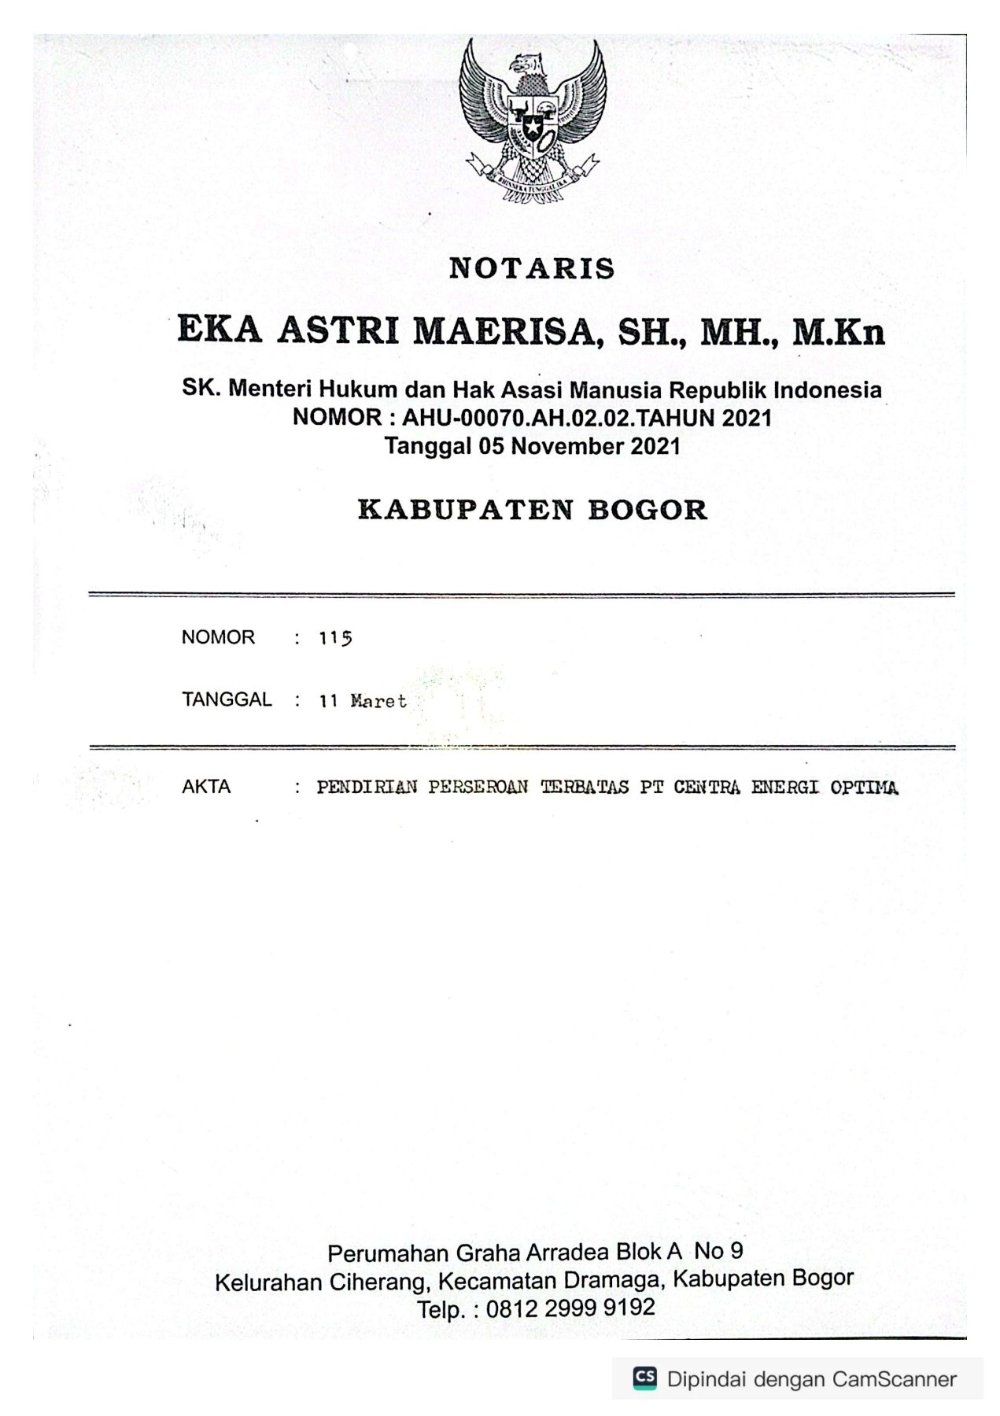 BHINNEKA TUNGGAL IKA
NOTARIS
EKA ASTRI MAERISA, SH., MH., M.Kn
SK. Menteri Hukum dan Hak Asasi Manusia Republik Indonesia
NOMOR : AHU-00070.AH.02.02.TAHUN 2021
Tanggal 05 November 2021
KABUPATEN BOGOR
NOMOR : 115
TANGGAL : 11 Maret
AKTA : PENDIRIAN PERSEROAN TERBATAS PT CENTRA ENERGI OPTIMA
Perumahan Graha Arradea Blok A No 9
Kelurahan Ciherang, Kecamatan Dramaga, Kabupaten Bogor
Telp. : 0812 2999 9192
CS Dipindai dengan CamScanner